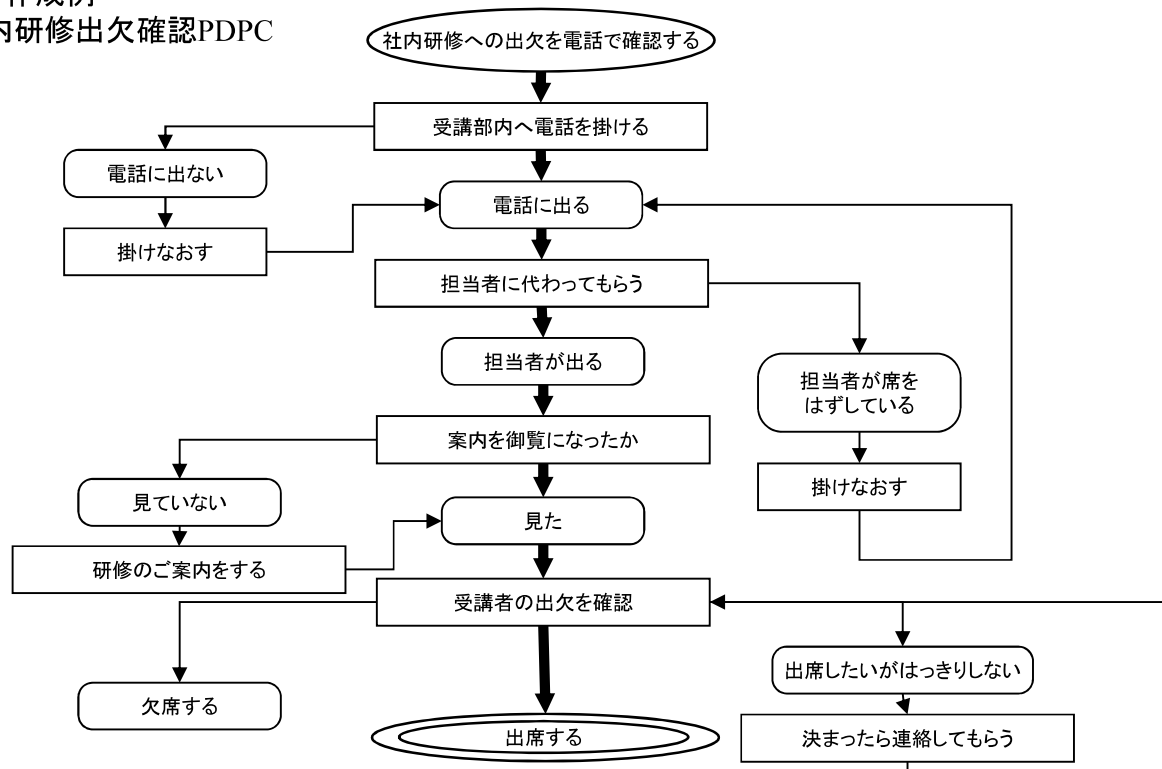 作成例
内研修出欠確認PDPC
社内研修への出欠を電話で確認する
受講部内へ電話を掛ける
電話に出ない
電話に出る
掛けなおす
担当者に代わってもらう
担当者が出る
担当者が席を
はずしている
案内を御覧になったか
掛けなおす
見ていない
見た
研修のご案内をする
受講者の出欠を確認
出席したいがはっきりしない
欠席する
出席する
決まったら連絡してもらう